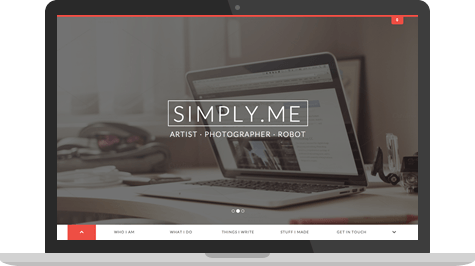 SIMPLY.ME
ARTIST · PHOTOGRAPHER · ROBOT
WHO I AM
WHAT I DO
THINGS I WRITE
STUFF I MADE
GET IN TOUCH